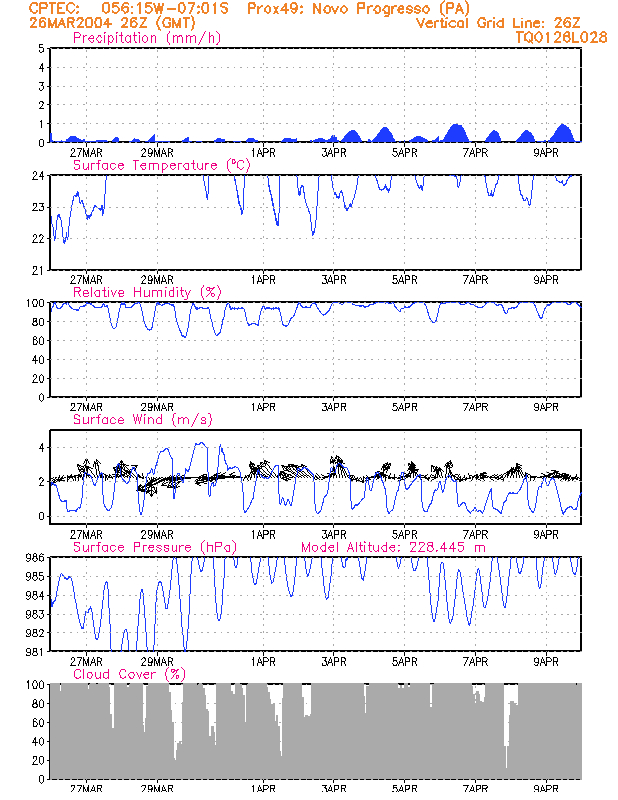 CPTEC: 056:15W-07:01S Prox49: Novo Progresso (PA)
26MAR2004 26Z (GMT) Vertical Grid Line: 26Z
Precipitation (mm/h) TQ0126L028
5
4
3
2
1
0
27MAR 29MAR 1APR 3APR 5APR 7APR 9APR
Surface Temperature (ºC)
24
23
22
21
27MAR 29MAR 1APR 3APR 5APR 7APR 9APR
Relative Humidity (%)
100
80
60
40
20
0
27MAR 29MAR 1APR 3APR 5APR 7APR 9APR
Surface Wind (m/s)
4
2
0
27MAR 29MAR 1APR 3APR 5APR 7APR 9APR
Surface Pressure (hPa) Model Altitude: 228.445 m
986
985
984
983
982
981
27MAR 29MAR 1APR 3APR 5APR 7APR 9APR
Cloud Cover (%)
100
80
60
40
20
0
27MAR 29MAR 1APR 3APR 5APR 7APR 9APR